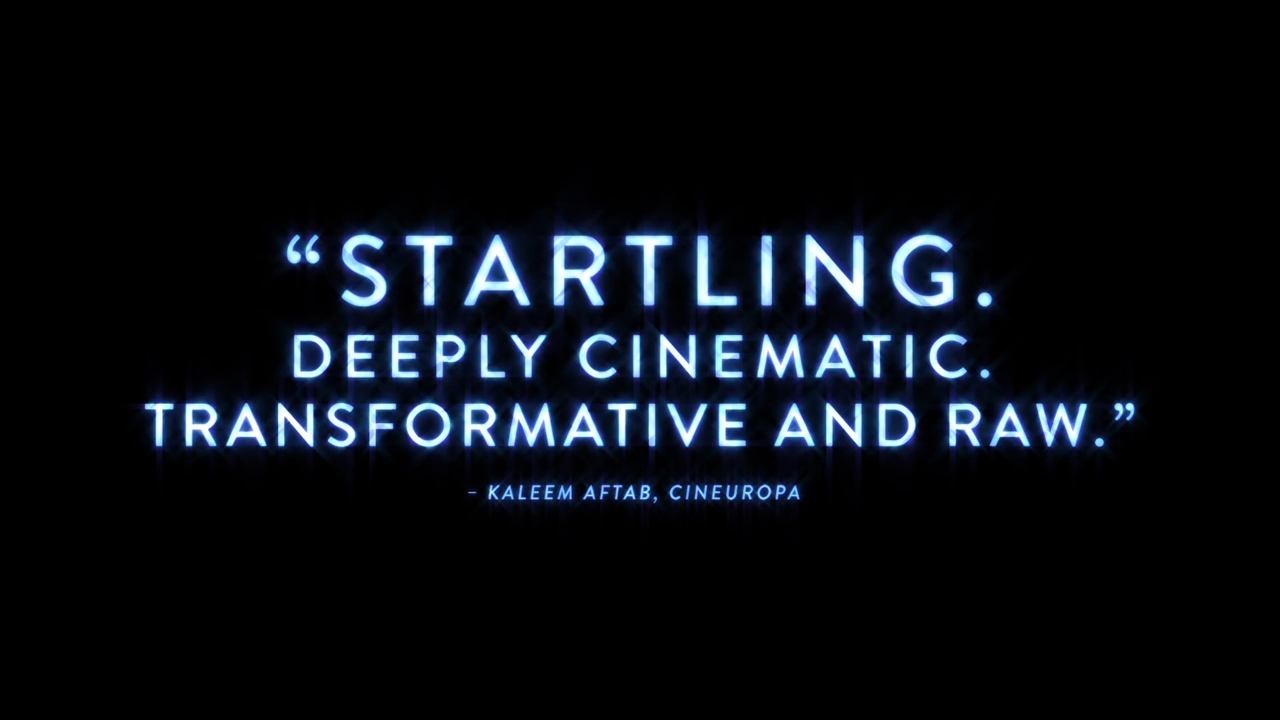 “STARTLING.
DEEPLY CINEMATIC.
TRANSFORMATIVE AND RAW.”
– KALEEM AFTAB, CINEUROPA